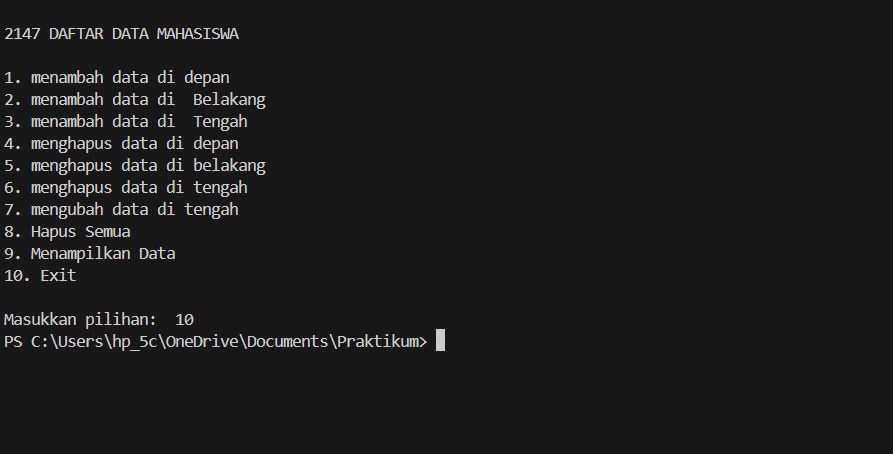 2147 DAFTAR DATA MAHASISWA
1. menambah data di depan
2. menambah data di  Belakang
3. menambah data di  Tengah
4. menghapus data di depan
5. menghapus data di belakang
6. menghapus data di tengah
7. mengubah data di tengah
8. Hapus Semua
9. Menampilkan Data
10. Exit
Masukkan pilihan:  10
PS C:\Users\hp_5c\OneDrive\Documents\Praktikum>